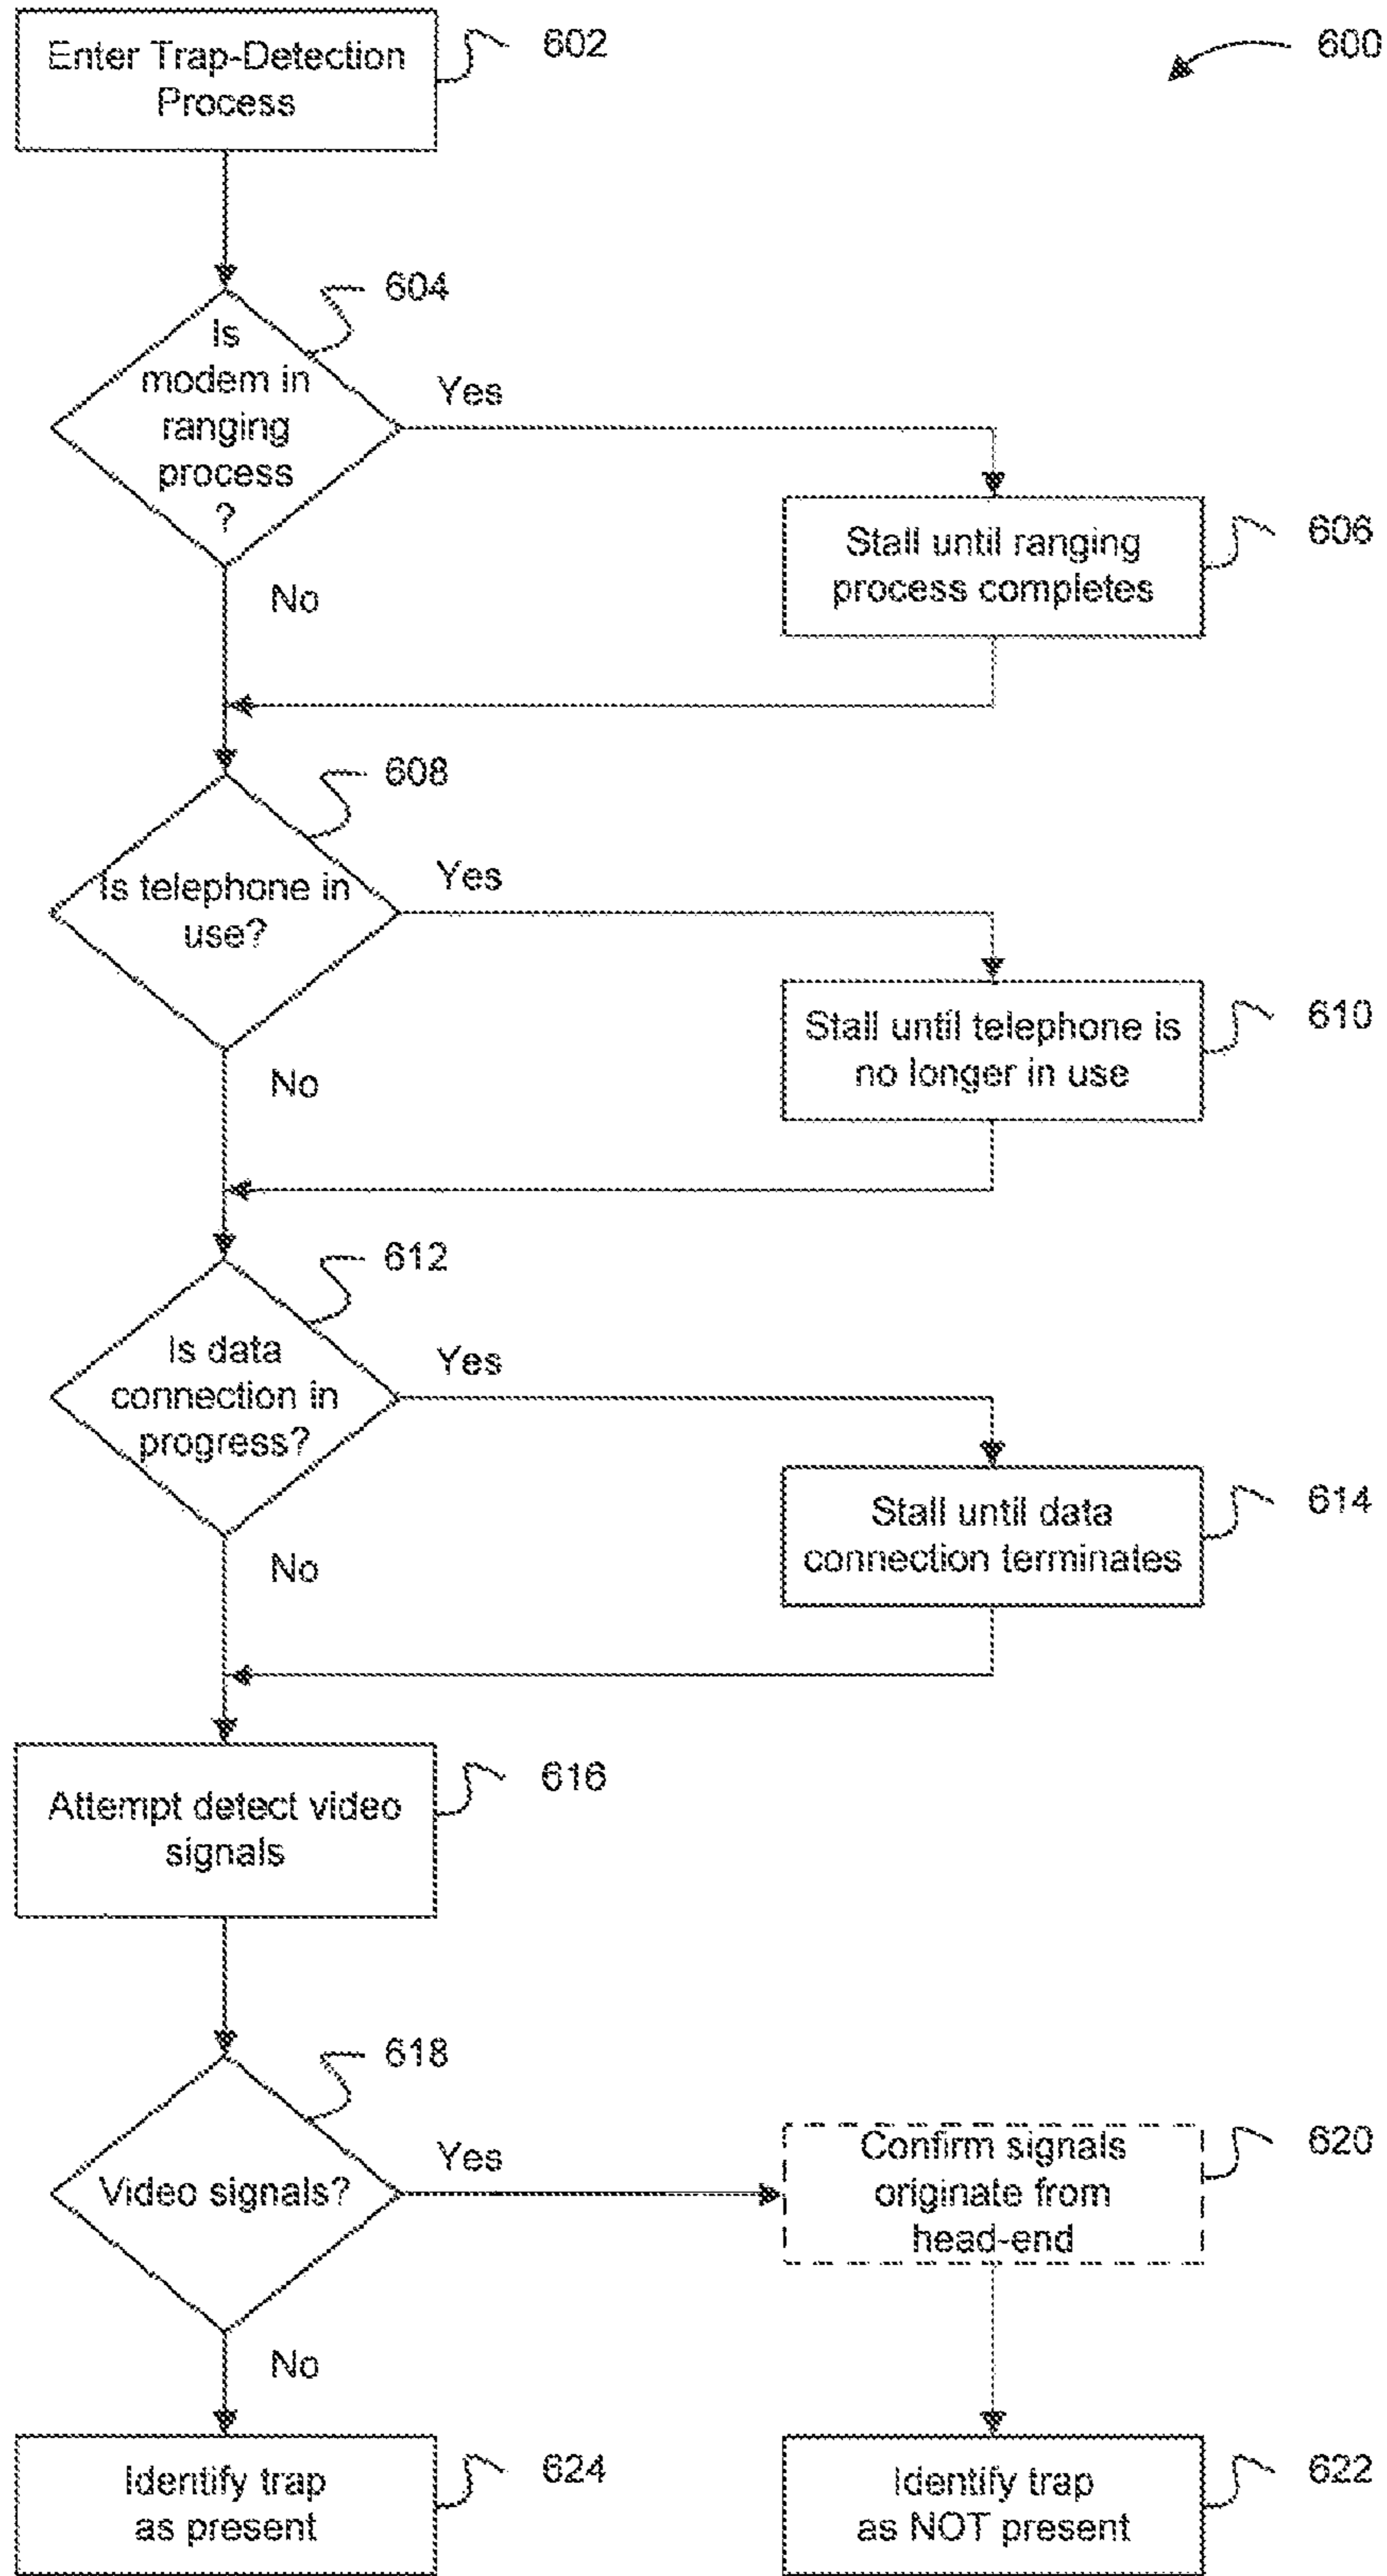 Enter Trap-Detection
Process
602
600
604
Is
modem in
ranging
process
?
Yes
No
Stall until ranging
process completes
606
608
Is telephone in
use?
Yes
No
Stall until telephone is
no longer in use
610
612
Is data
connection in
progress?
Yes
No
Stall until data
connection terminates
614
Attempt detect video
signals
616
618
Video signals?
Yes
No
Confirm signals
originate from
head-end
620
Identify trap
as present
624
Identify trap
as NOT present
622